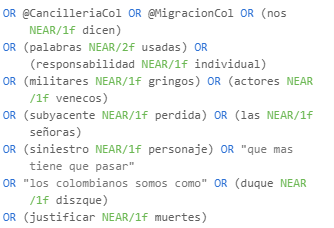 OR @CancilleriaCol OR @MigracionCol OR (nos
NEAR/1f dicen)
OR (palabras NEAR/2f usadas) OR
(responsabilidad NEAR/1f individual)
OR (militares NEAR/1f gringos) OR (actores NEAR
/1f venecos)
OR (subyacente NEAR/1f perdida) OR (las NEAR/1f
señoras)
OR (siniestro NEAR/1f personaje) OR "que mas
tiene que pasar"
OR "los colombianos somos como" OR (duque NEAR
/1f diszque)
OR (justificar NEAR/1f muertes)